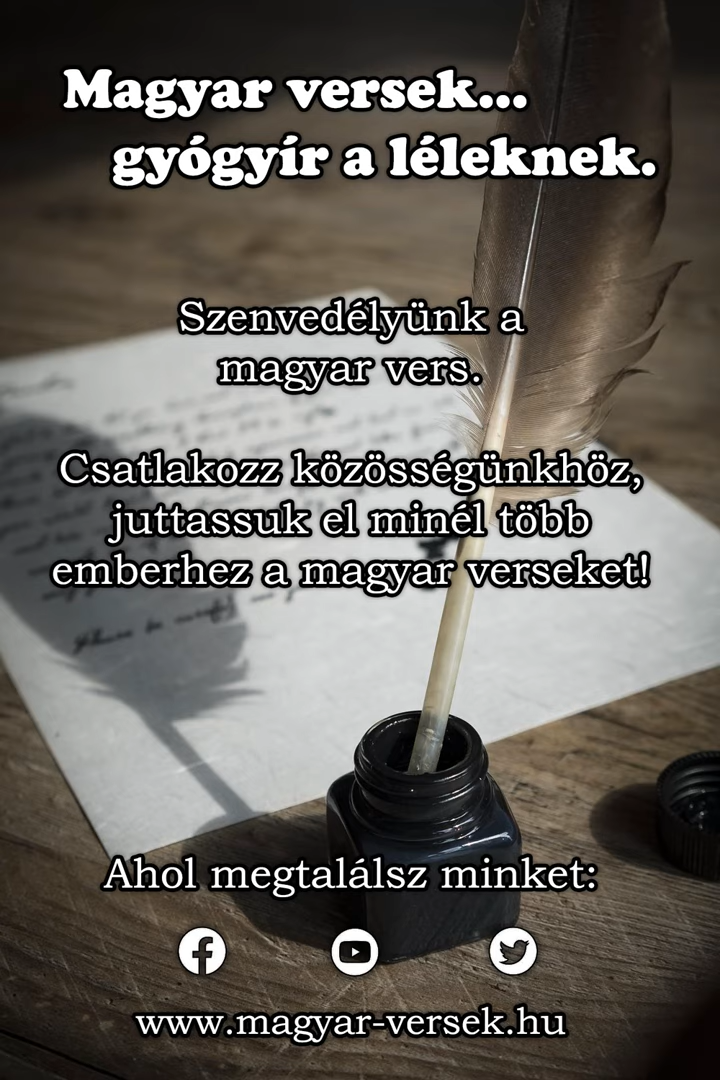 Magyar versek...
gyógyír a léleknek.
Szenvedélyünk a
magyar vers.
Csatlakozz közösségünkhöz,
juttassuk el minél több
emberhez a magyar verseket!
Ahol megtalálsz minket:
www.magyar-versek.hu